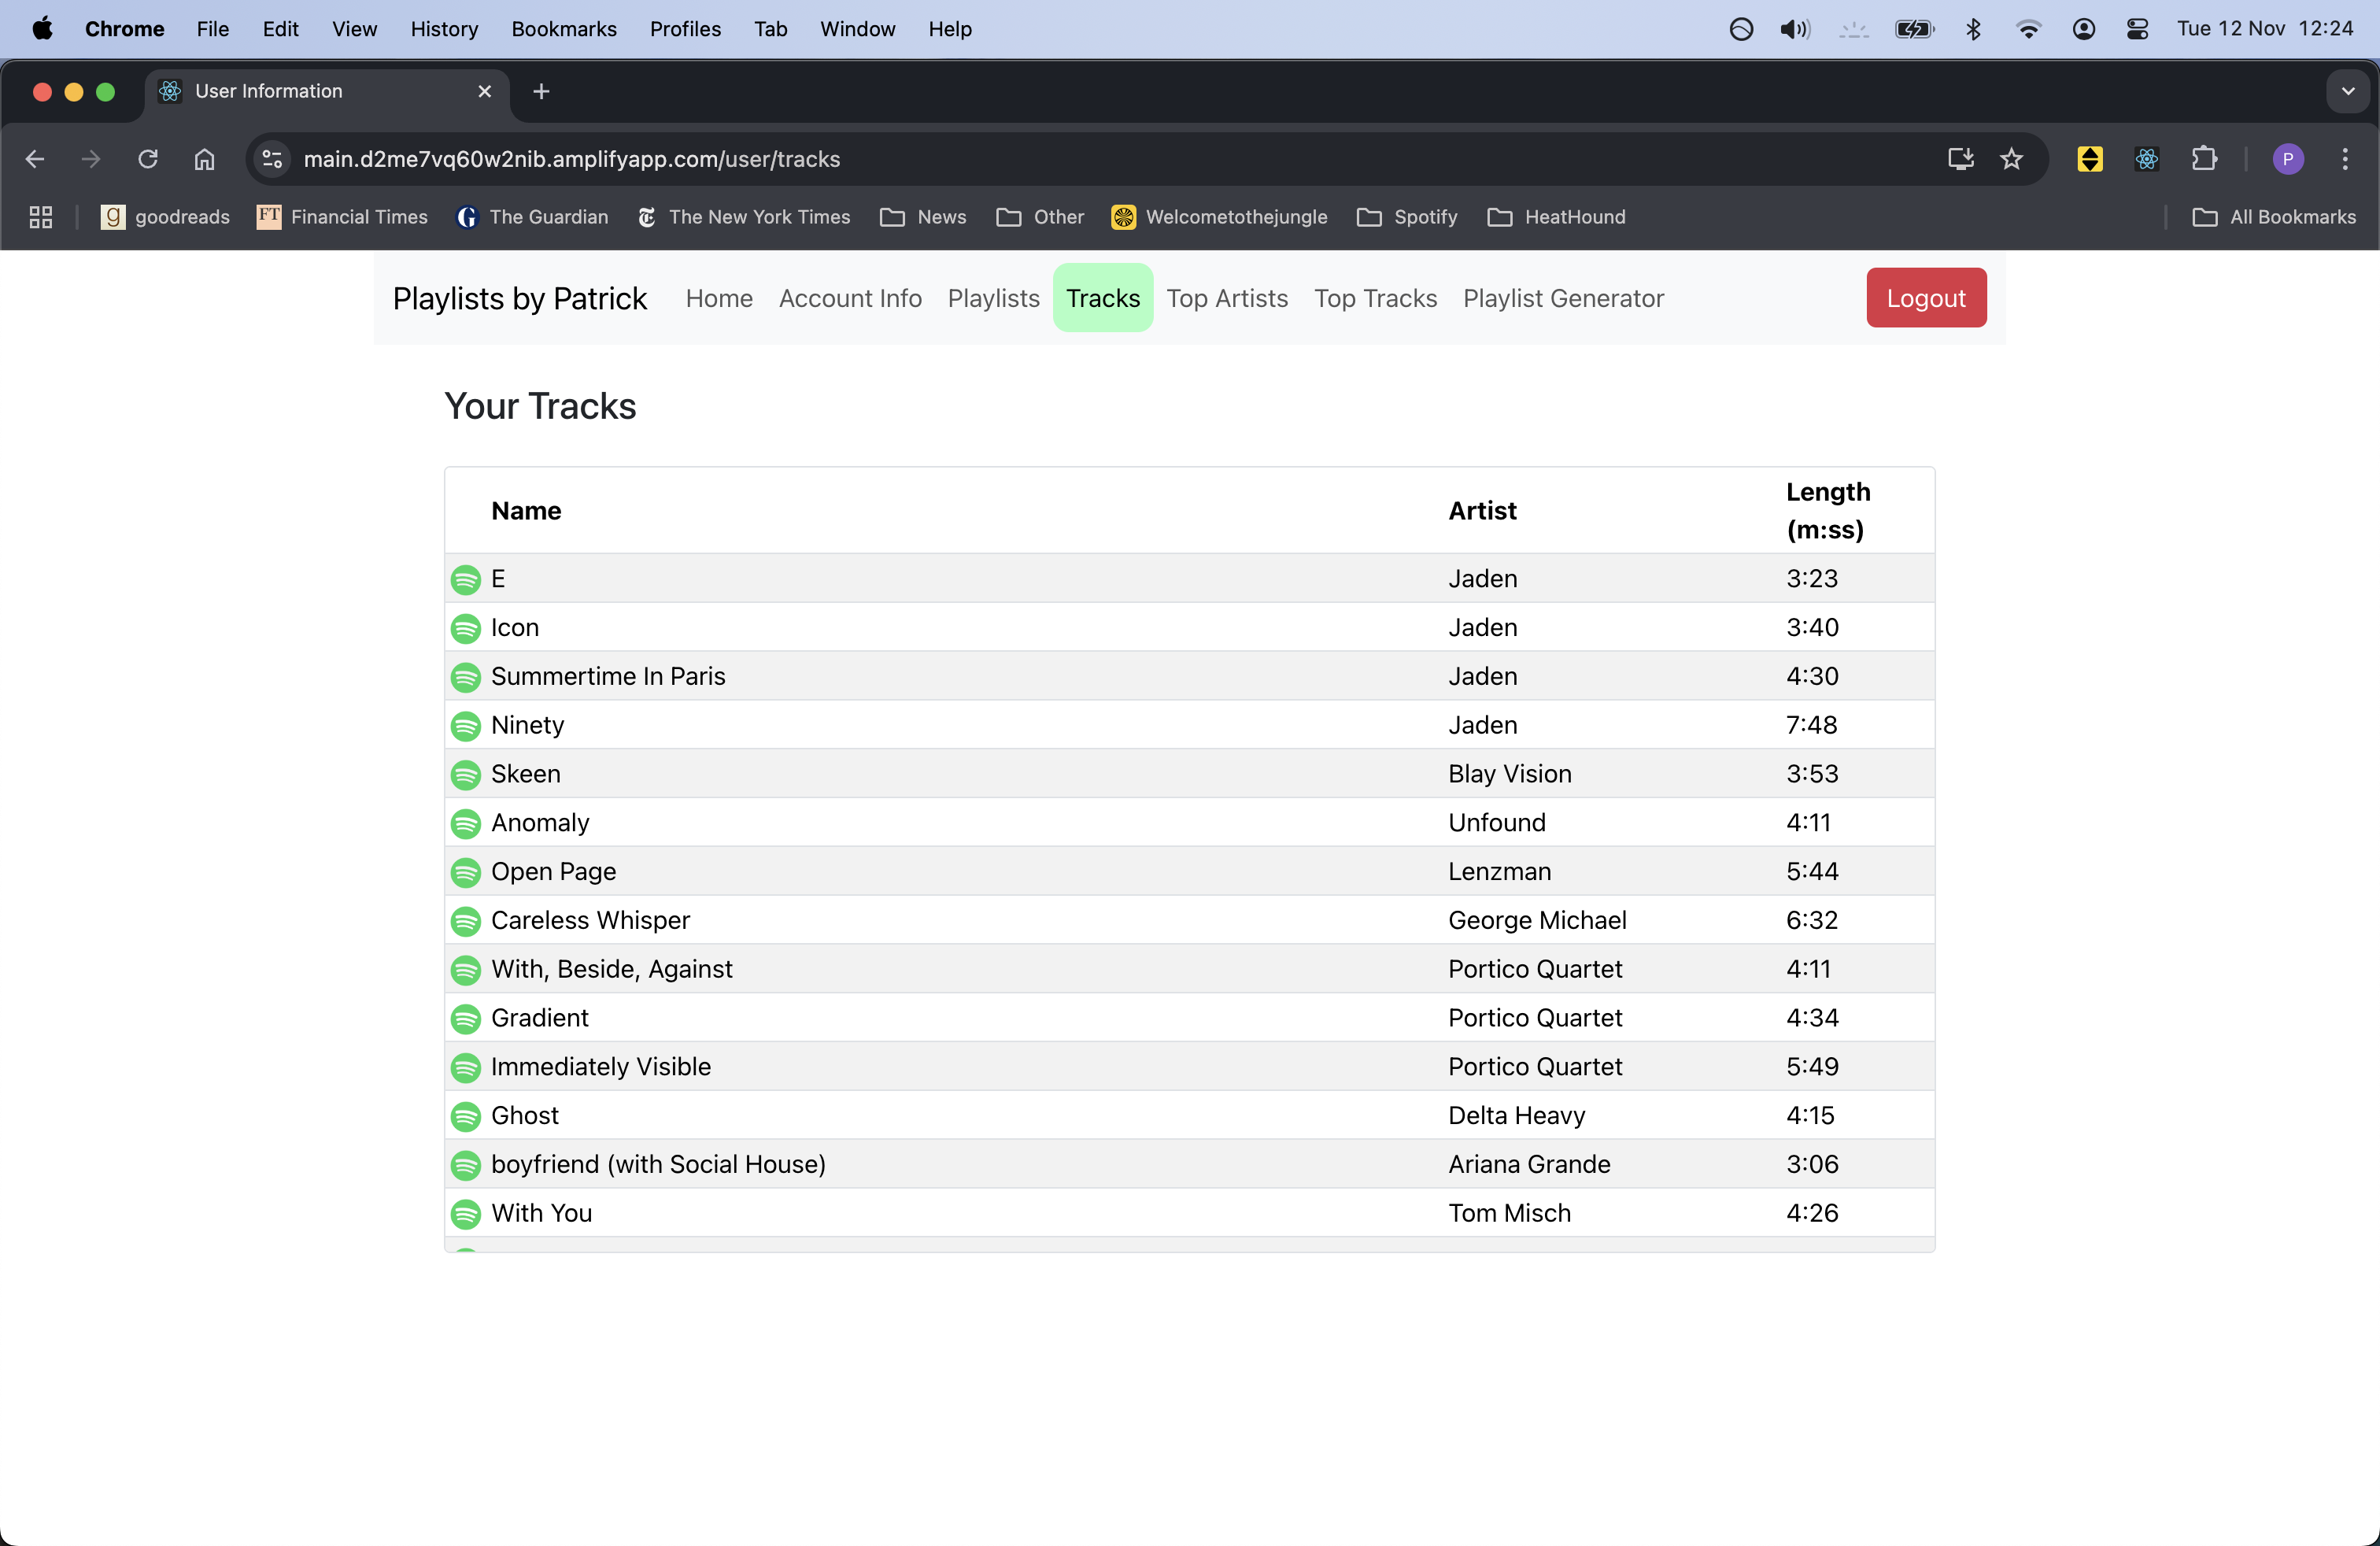 Chrome File Edit View History Bookmarks Profiles Tab Window Help Tue 12 Nov 12:24
User Information
main.d2me7vq60w2nib.amplifyapp.com/user/tracks P
g goodreads FT Financial Times G The Guardian T The New York Times News Other Welcometothejungle Spotify HeatHound All Bookmarks
Playlists by Patrick Home Account Info Playlists Tracks Top Artists Top Tracks Playlist Generator Logout
Your Tracks
Name Artist Length
(m:ss)
E Jaden 3:23
Icon Jaden 3:40
Summertime In Paris Jaden 4:30
Ninety Jaden 7:48
Skeen Blay Vision 3:53
Anomaly Unfound 4:11
Open Page Lenzman 5:44
Careless Whisper George Michael 6:32
With, Beside, Against Portico Quartet 4:11
Gradient Portico Quartet 4:34
Immediately Visible Portico Quartet 5:49
Ghost Delta Heavy 4:15
boyfriend (with Social House) Ariana Grande 3:06
With You Tom Misch 4:26